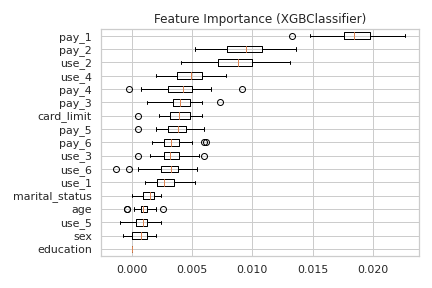 Feature Importance (XGBClassifier)
pay_1
pay_2
use_2
use_4
pay_4
pay_3
card_limit
pay_5
pay_6
use_3
use_6
use_1
marital_status
age
use_5
sex
education
0.000 0.005 0.010 0.015 0.020